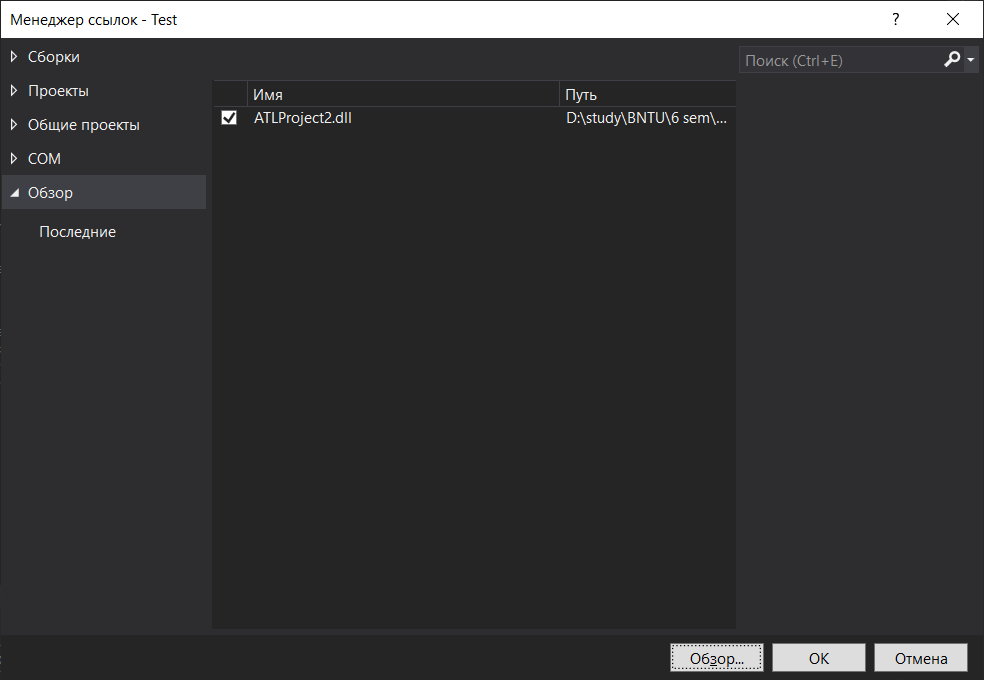 Менеджер ссылок - Test
?
Сборки
Проекты
Общие проекты
COM
Обзор
Последние
Имя
Путь
ATLProject2.dll
D:\study\BNTU\6 sem\...
Поиск (Ctrl+E)
Обзор...
OK
Отмена